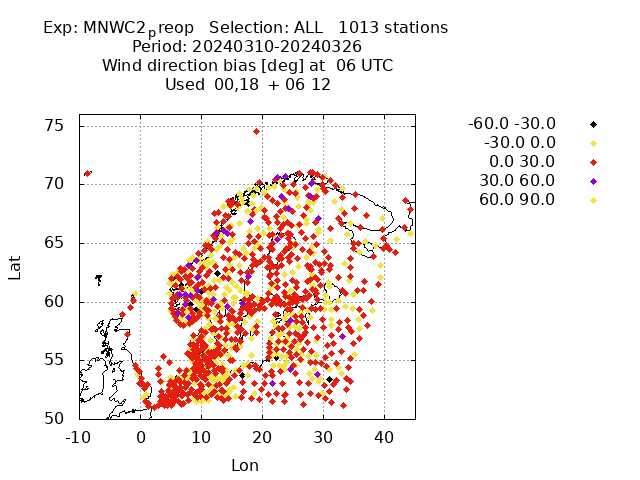 Exp: MNWC2preop Selection: ALL 1013 stations
Period: 20240310-20240326
Wind direction bias [deg] at 06 UTC
Used 00,18 + 06 12
-60.0 -30.0
-30.0 0.0
0.0 30.0
30.0 60.0
60.0 90.0
75
70
65
60
55
50
-10 0 10 20 30 40
Lat
Lon